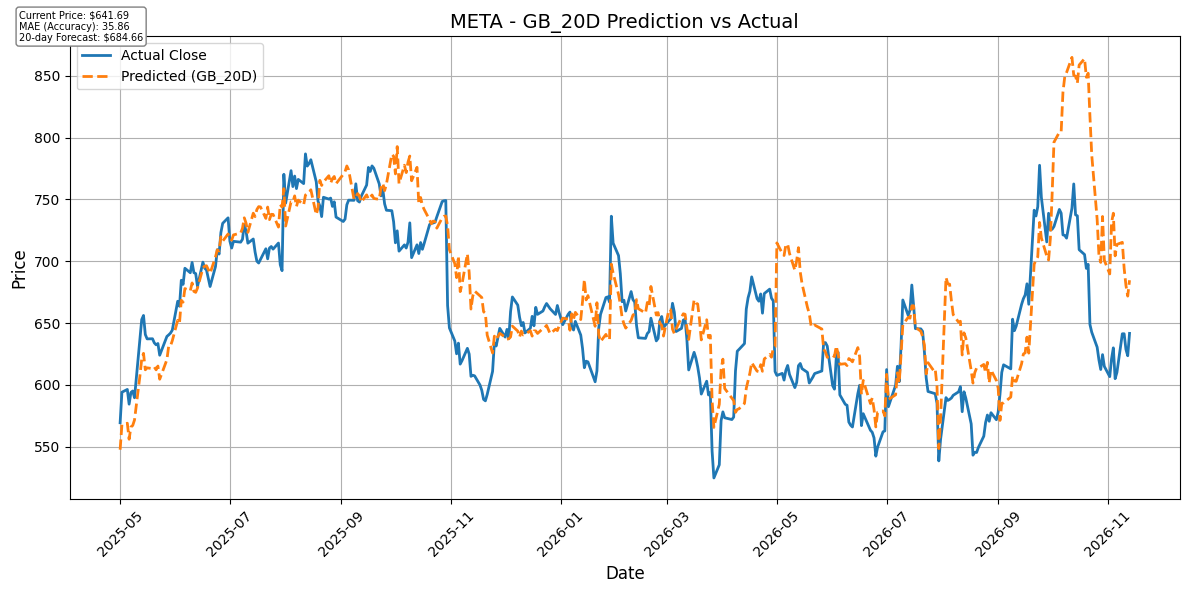 META - GB_20D Prediction vs Actual
Current Price: $641.69
MAE (Accuracy): 35.86
20-day Forecast: $684.66
Actual Close
Predicted (GB_20D)
Price
850
800
750
700
650
600
550
2025-05
2025-07
2025-09
2025-11
2026-01
2026-03
2026-05
2026-07
2026-09
2026-11
Date